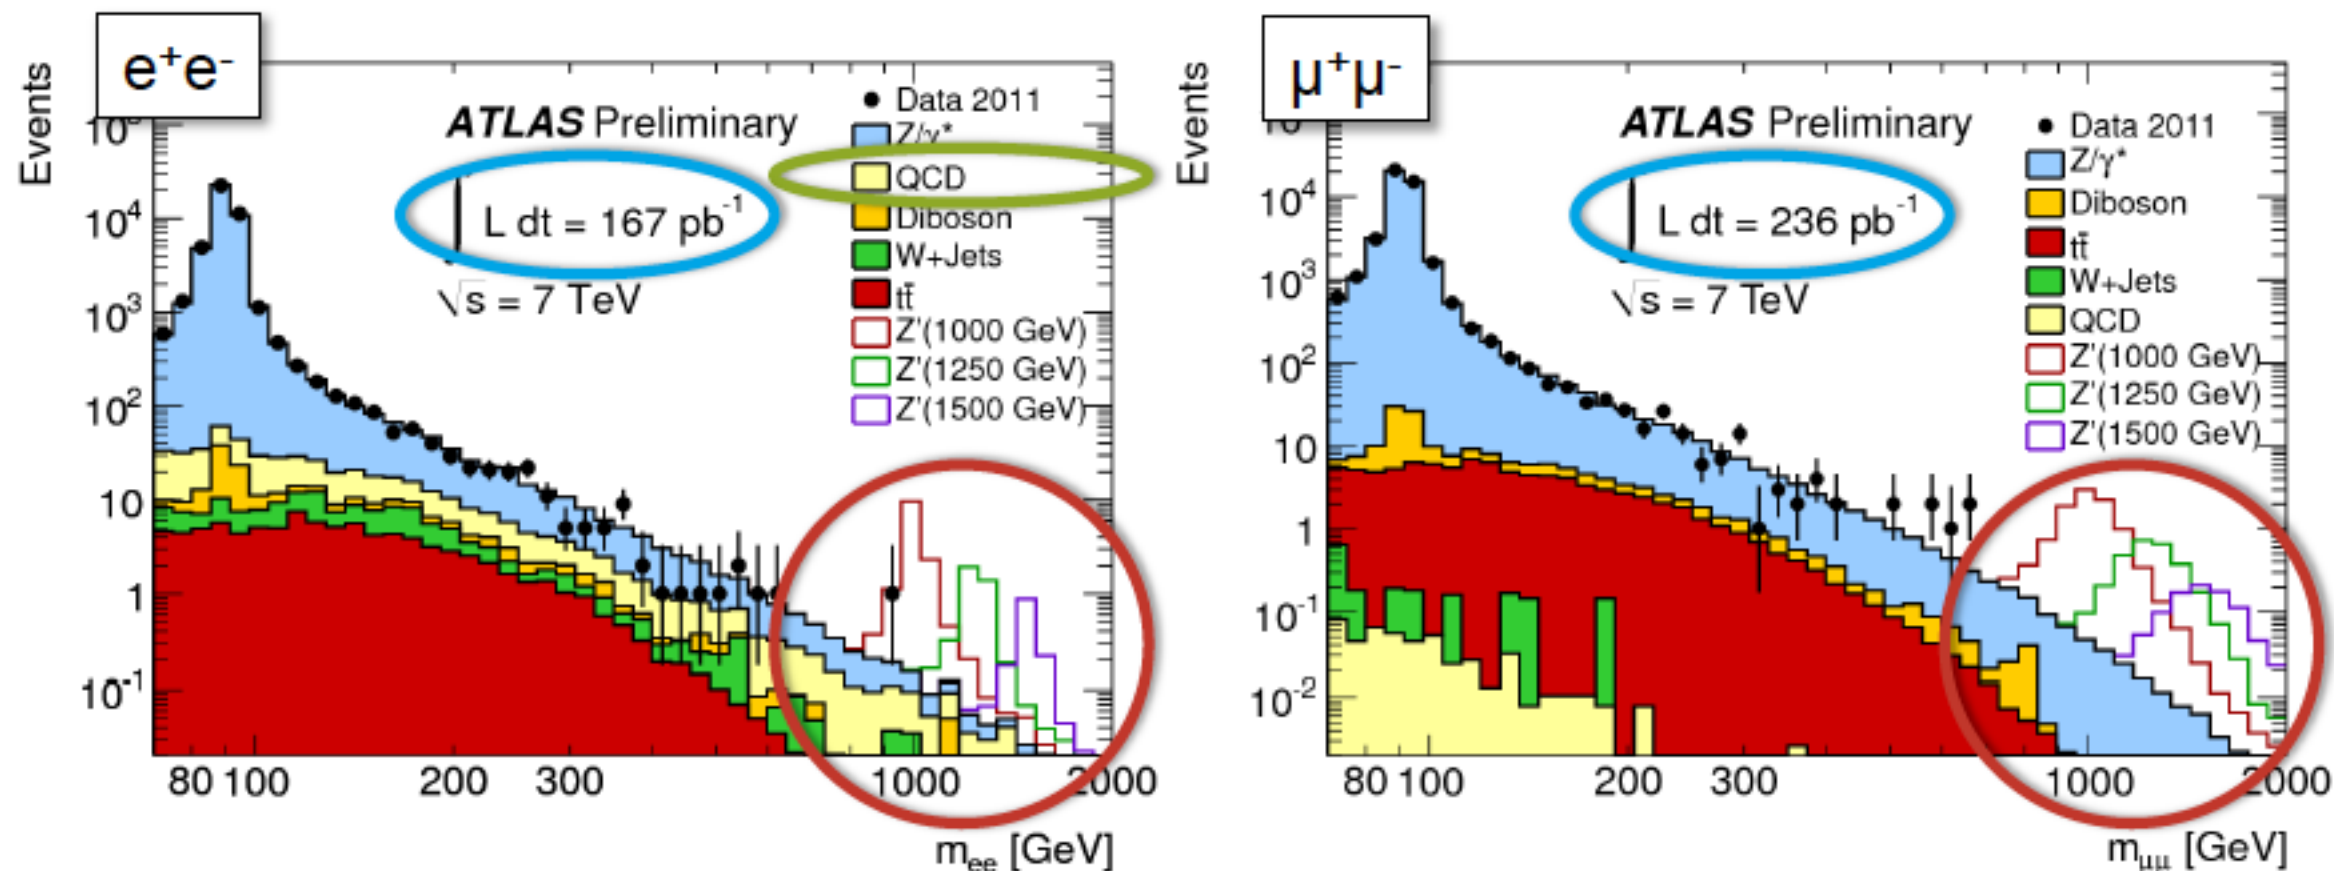 e⁺e⁻
Events
ATLAS Preliminary
L dt = 167 pb⁻¹
√s = 7 TeV
Data 2011
Z/γ*
QCD
Diboson
W+Jets
tt̄
Z'(1000 GeV)
Z'(1250 GeV)
Z'(1500 GeV)
10⁴
10³
10²
10
1
10⁻¹
80 100 200 300 1000 2000
mₑₑ [GeV]
μ⁺μ⁻
Events
ATLAS Preliminary
L dt = 236 pb⁻¹
√s = 7 TeV
Data 2011
Z/γ*
Diboson
tt̄
W+Jets
QCD
Z'(1000 GeV)
Z'(1250 GeV)
Z'(1500 GeV)
10⁴
10³
10²
10
1
10⁻¹
10⁻²
80 100 200 300 1000 2000
m_μμ [GeV]